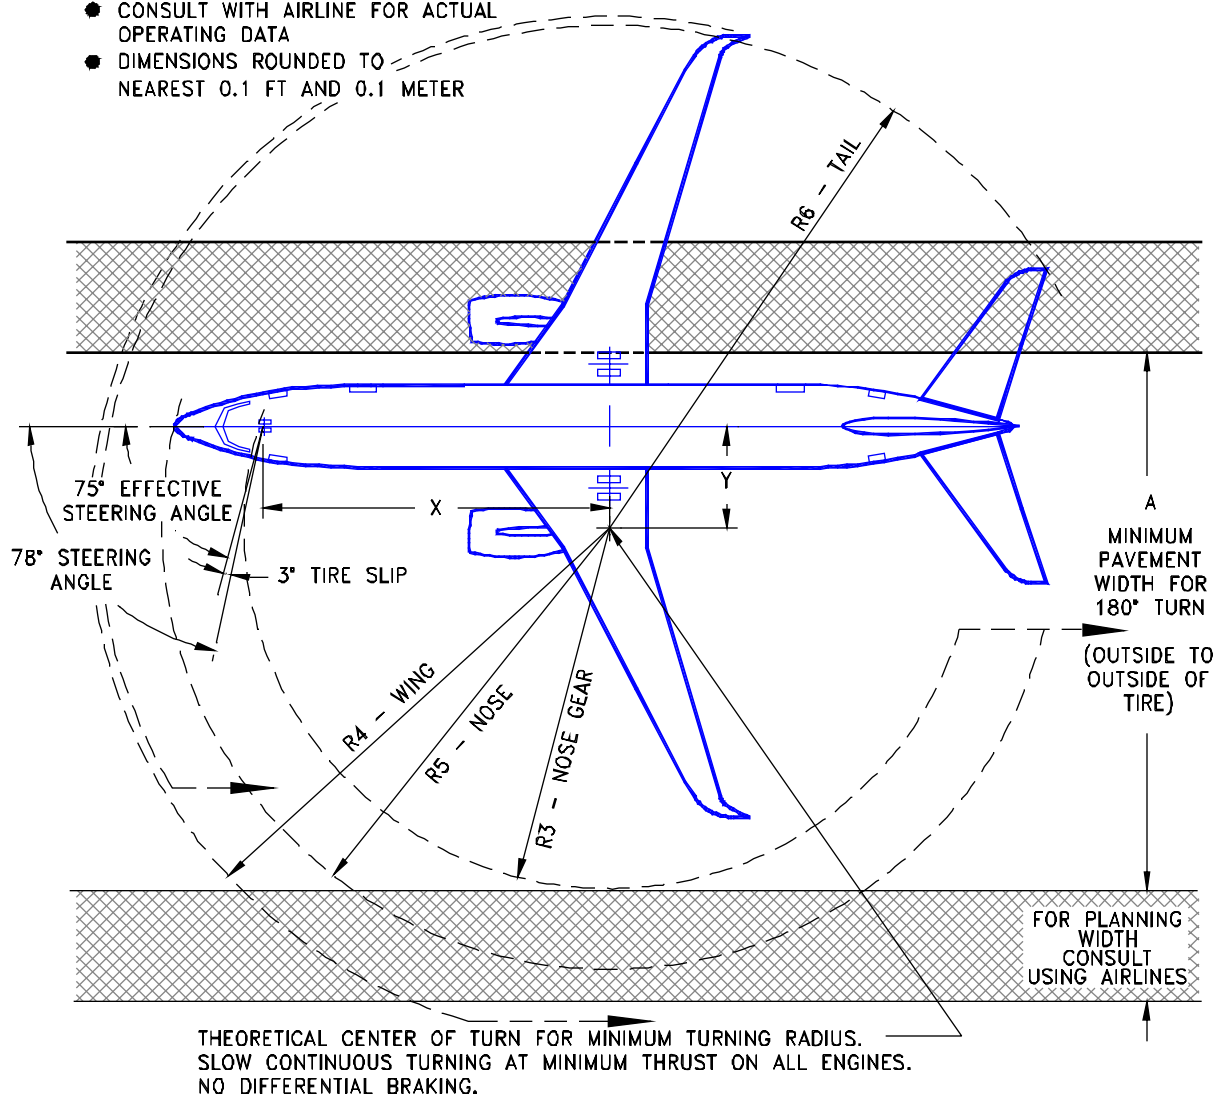 ● CONSULT WITH AIRLINE FOR ACTUAL
OPERATING DATA
● DIMENSIONS ROUNDED TO
NEAREST 0.1 FT AND 0.1 METER
R6 - TAIL
75° EFFECTIVE
STEERING ANGLE
X
Y
A
MINIMUM
PAVEMENT
WIDTH FOR
180° TURN
(OUTSIDE TO
OUTSIDE OF
TIRE)
78° STEERING
ANGLE
3° TIRE SLIP
R4 - WING
R5 - NOSE
R3 - NOSE GEAR
FOR PLANNING
WIDTH
CONSULT
USING AIRLINES
THEORETICAL CENTER OF TURN FOR MINIMUM TURNING RADIUS.
SLOW CONTINUOUS TURNING AT MINIMUM THRUST ON ALL ENGINES.
NO DIFFERENTIAL BRAKING.